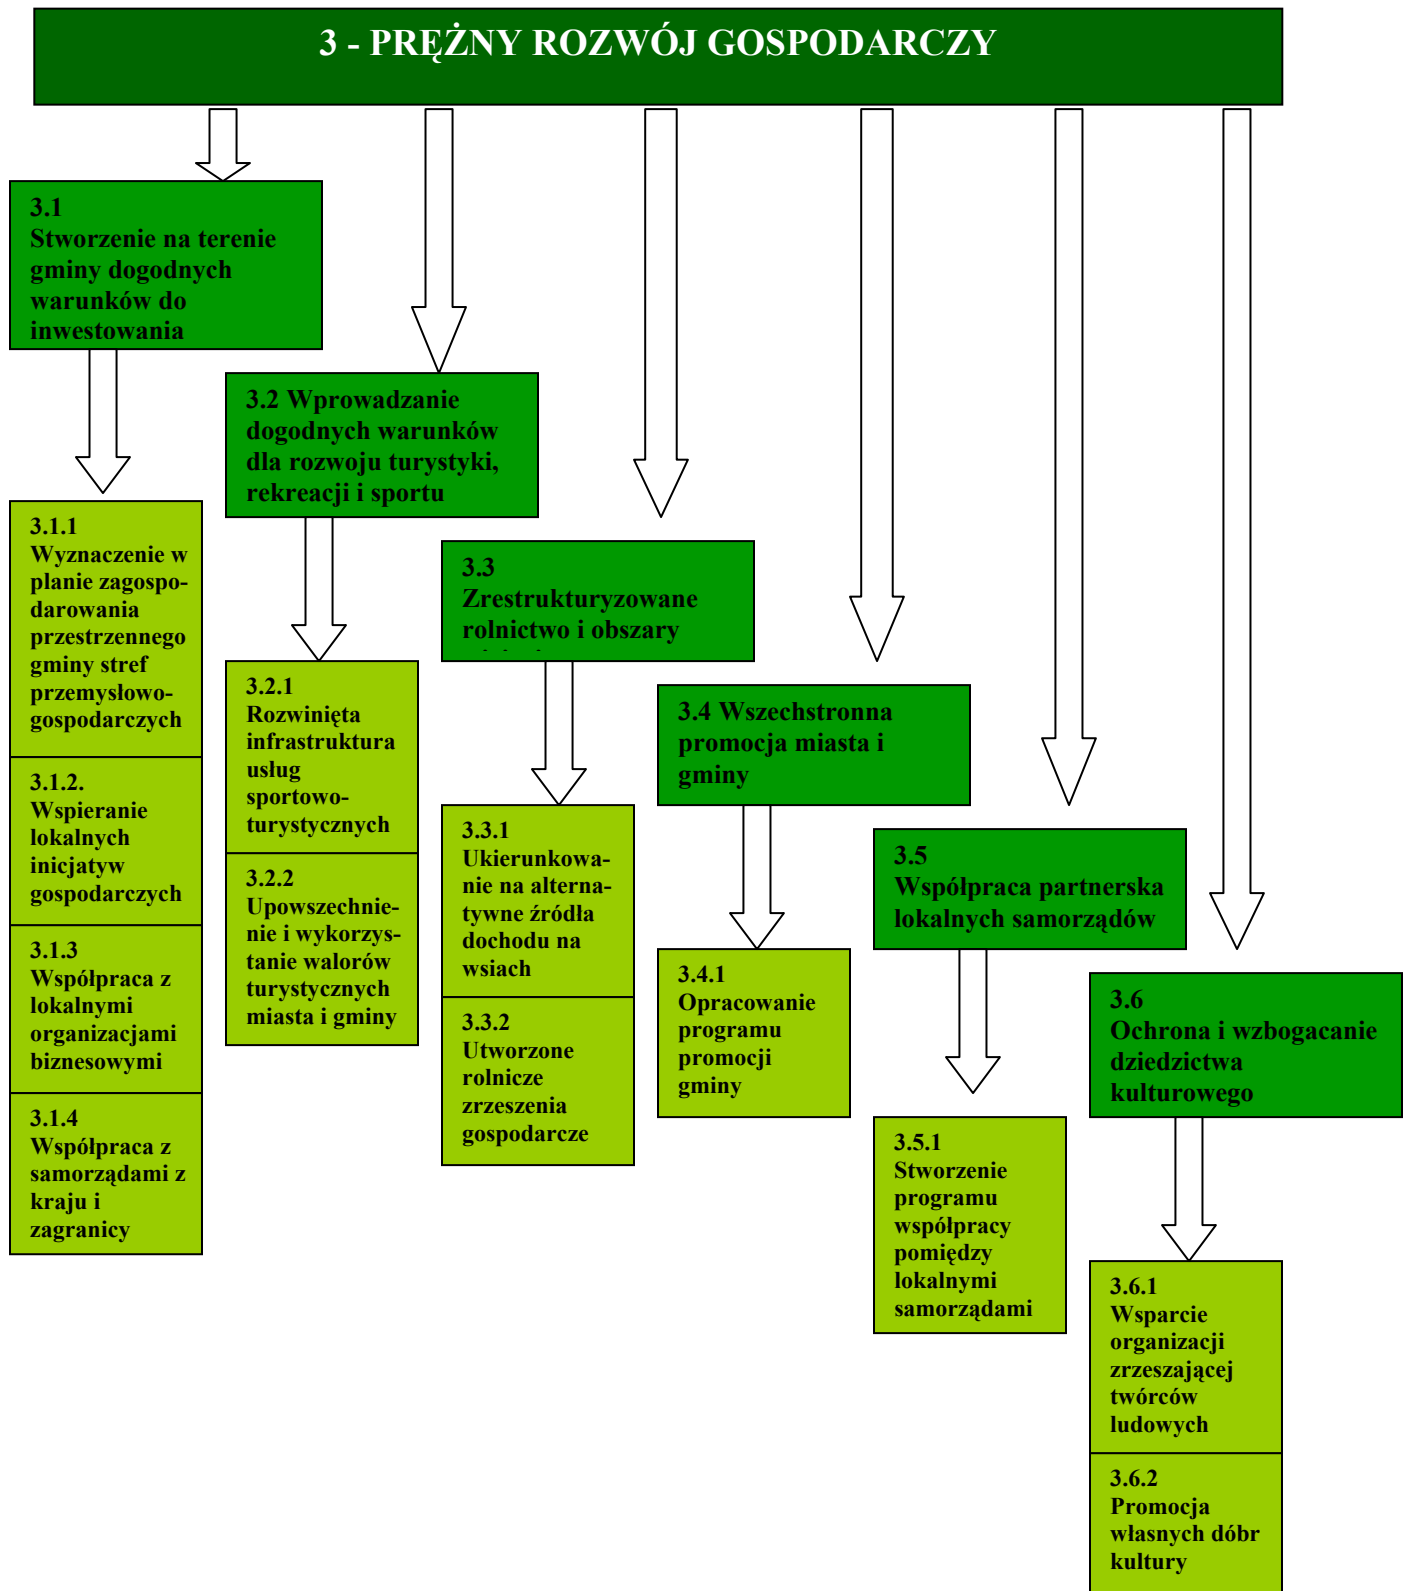 3 - PRĘŻNY ROZWÓJ GOSPODARCZY
3.1
Stworzenie na terenie
gminy dogodnych
warunków do
inwestowania
3.1.1
Wyznaczenie w
planie zagospo-
darowania
przestrzennego
gminy stref
przemysłowo-
gospodarczych
3.1.2.
Wspieranie
lokalnych
inicjatyw
gospodarczych
3.1.3
Współpraca z
lokalnymi
organizacjami
biznesowymi
3.1.4
Współpraca z
samorządami z
kraju i
zagranicy
3.2 Wprowadzanie
dogodnych warunków
dla rozwoju turystyki,
rekreacji i sportu
3.2.1
Rozwinięta
infrastruktura
usług
sportowo-
turystycznych
3.2.2
Upowszechnie-
nie i wykorzys-
tanie walorów
turystycznych
miasta i gminy
3.3
Zrestrukturyzowane
rolnictwo i obszary
3.3.1
Ukierunkowa-
nie na alterna-
tywne źródła
dochodu na
wsiach
3.3.2
Utworzone
rolnicze
zrzeszenia
gospodarcze
3.4 Wszechstronna
promocja miasta i
gminy
3.4.1
Opracowanie
programu
promocji
gminy
3.5
Współpraca partnerska
lokalnych samorządów
3.5.1
Stworzenie
programu
współpracy
pomiędzy
lokalnymi
samorządami
3.6
Ochrona i wzbogacanie
dziedzictwa
kulturowego
3.6.1
Wsparcie
organizacji
zrzeszającej
twórców
ludowych
3.6.2
Promocja
własnych dóbr
kultury